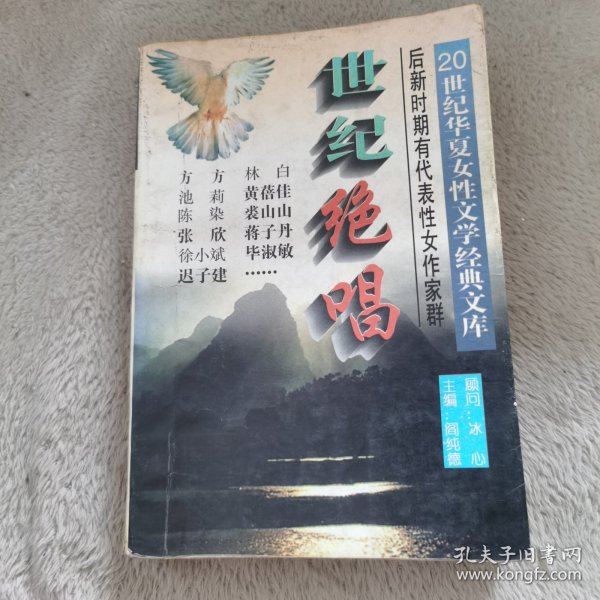 20世纪华夏女性文学经典文库
后新时期有代表性女作家群
世纪绝唱
方方 林白
池莉 黄蓓佳
陈染 裘山山
张欣 蒋子丹
徐小斌 毕淑敏
迟子建 ……
顾问：冰心
主编：阎纯德
孔夫子旧书网
www.kongfz.com